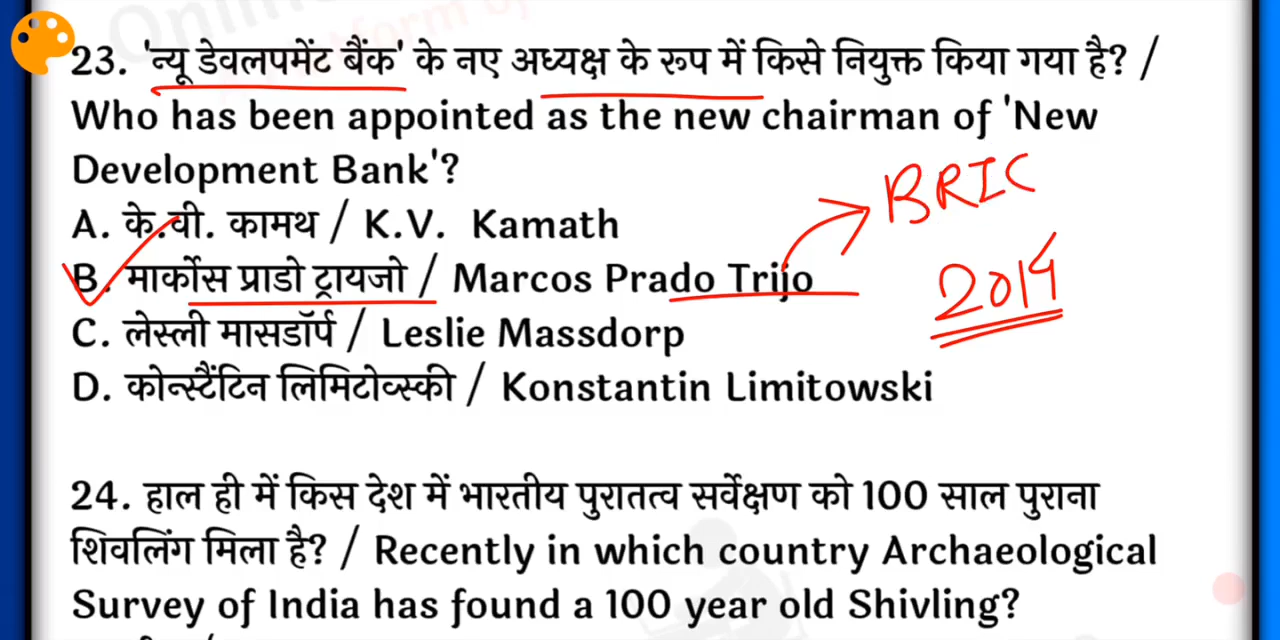 23. 'न्यू डेवलपमेंट बैंक' के नए अध्यक्ष के रूप में किसे नियुक्त किया गया है? /
Who has been appointed as the new chairman of 'New
Development Bank'?
BRIC
A. के.वी. कामथ / K.V. Kamath
B. मार्कोस प्राडो ट्रायजो / Marcos Prado Trijo
2014
C. लेस्ली मासडॉर्प / Leslie Massdorp
D. कोन्स्टैंटिन लिमिटोव्स्की / Konstantin Limitowski
24. हाल ही में किस देश में भारतीय पुरातत्व सर्वेक्षण को 100 साल पुराना
शिवलिंग मिला है? / Recently in which country Archaeological
Survey of India has found a 100 year old Shivling?